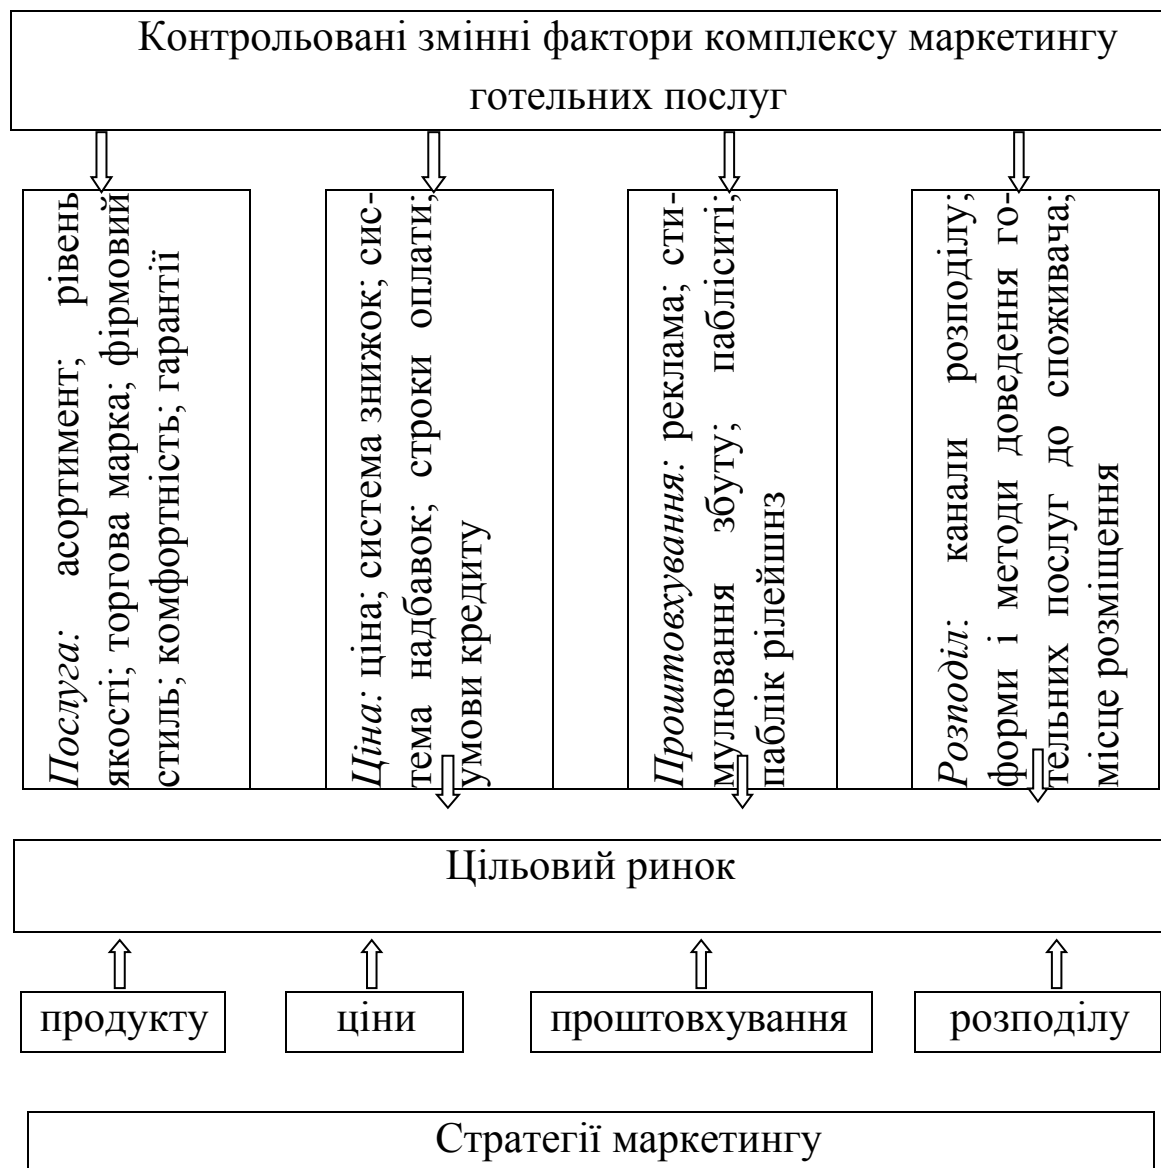 Контрольовані змінні фактори комплексу маркетингу
готельних послуг
Послуга: асортимент; рівень
якості; торгова марка; фірмовий
стиль; комфортність; гарантії
Ціна: ціна; система знижок; сис-
тема надбавок; строки оплати;
умови кредиту
Проштовхування: реклама; сти-
мулювання збуту; пабліситі;
паблік рілейшнз
Розподіл: канали розподілу;
форми і методи доведення го-
тельних послуг до споживача;
місце розміщення
Цільовий ринок
продукту
ціни
проштовхування
розподілу
Стратегії маркетингу